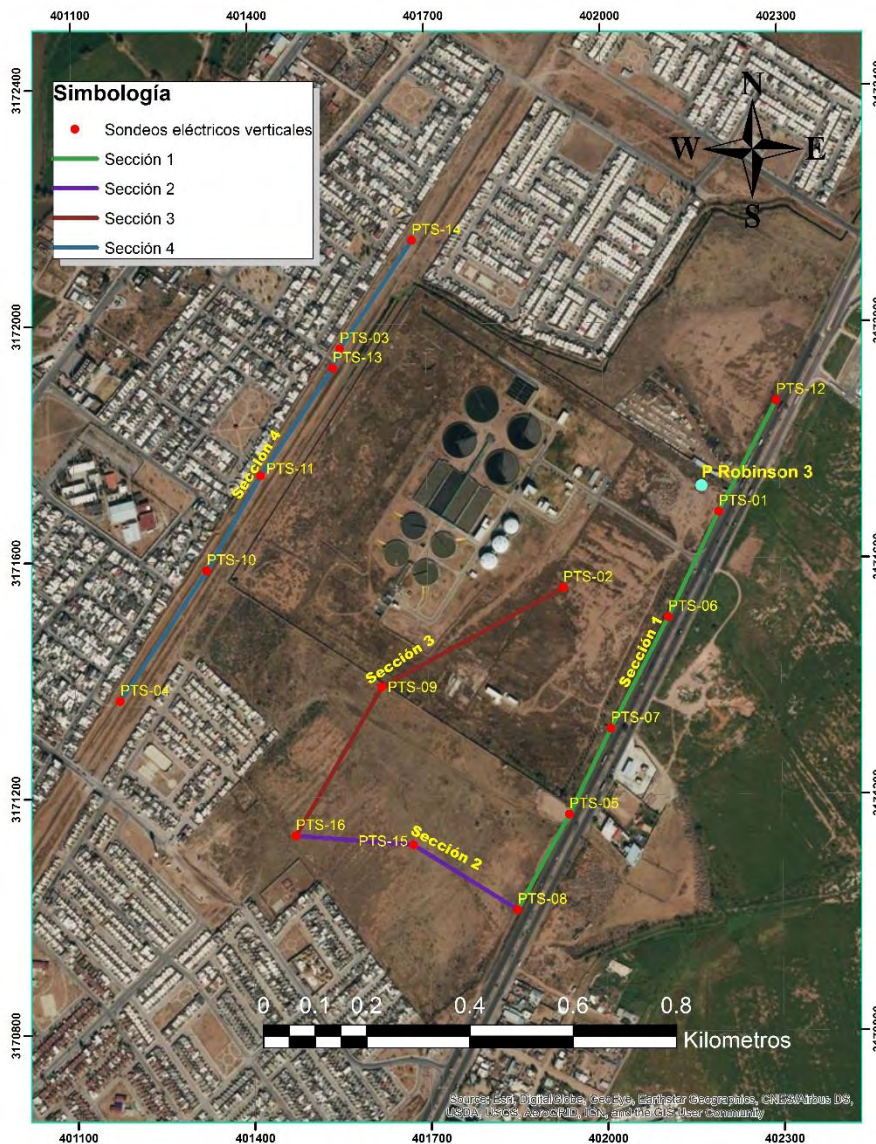 401100
401400
401700
402000
402300
3172400
3172400
Simbología
Sondeos eléctricos verticales
Sección 1
Sección 2
Sección 3
Sección 4
N
W
E
S
PTS-14
3172000
3172000
PTS-03
PTS-13
PTS-12
Sección 4
PTS-11
P Robinson 3
PTS-01
3171600
3171600
PTS-10
PTS-02
PTS-06
Sección 1
Sección 3
PTS-09
PTS-04
PTS-07
3171200
3171200
PTS-05
PTS-16
PTS-15
Sección 2
PTS-08
0
0.1
0.2
0.4
0.6
0.8
Kilometros
3170800
3170800
Source: Esri, DigitalGlobe, GeoEye, Earthstar Geographics, CNES/Airbus DS,
USDA, USGS, AeroGRID, IGN, and the GIS User Community
401100
401400
401700
402000
402300